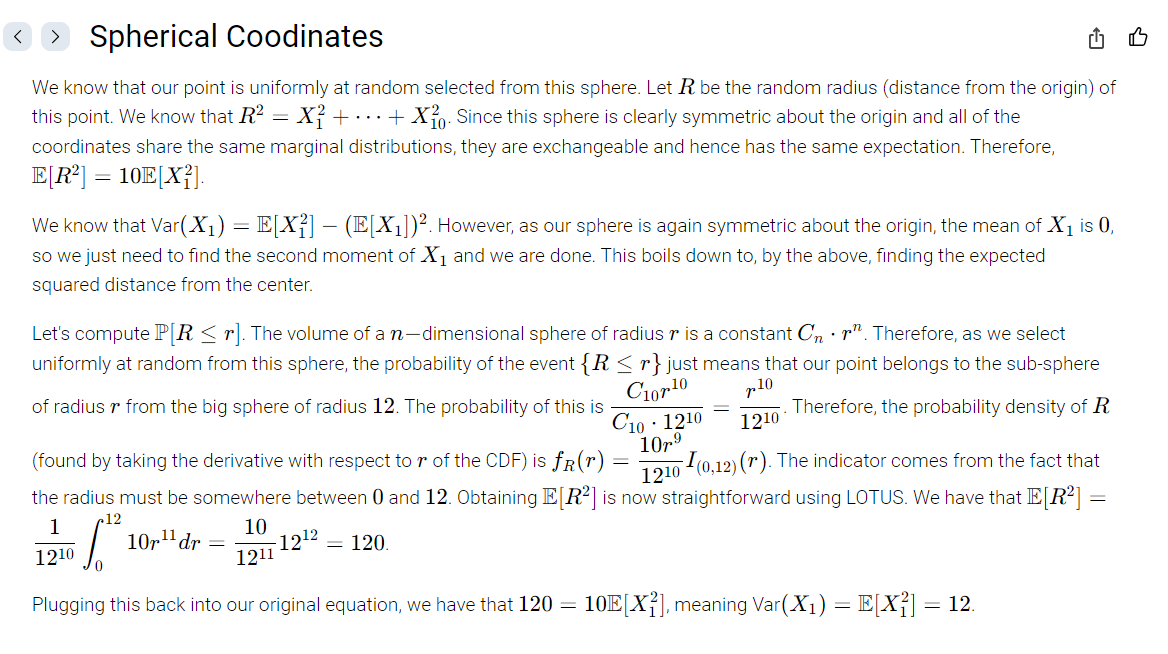 Spherical Coodinates
We know that our point is uniformly at random selected from this sphere. Let $R$ be the random radius (distance from the origin) of
this point. We know that $R^2 = X_1^2 + \cdots + X_{10}^2$. Since this sphere is clearly symmetric about the origin and all of the
coordinates share the same marginal distributions, they are exchangeable and hence has the same expectation. Therefore,
$\mathbb{E}[R^2] = 10\mathbb{E}[X_1^2]$.
We know that $\text{Var}(X_1) = \mathbb{E}[X_1^2] - (\mathbb{E}[X_1])^2$. However, as our sphere is again symmetric about the origin, the mean of $X_1$ is $0$,
so we just need to find the second moment of $X_1$ and we are done. This boils down to, by the above, finding the expected
squared distance from the center.
Let's compute $\mathbb{P}[R \leq r]$. The volume of a $n-$dimensional sphere of radius $r$ is a constant $C_n \cdot r^n$. Therefore, as we select
uniformly at random from this sphere, the probability of the event $\{R \leq r\}$ just means that our point belongs to the sub-sphere
of radius $r$ from the big sphere of radius $12$. The probability of this is $\frac{C_{10}r^{10}}{C_{10} \cdot 12^{10}} = \frac{r^{10}}{12^{10}}$. Therefore, the probability density of $R$
(found by taking the derivative with respect to $r$ of the CDF) is $f_R(r) = \frac{10r^9}{12^{10}} I_{(0,12)}(r)$. The indicator comes from the fact that
the radius must be somewhere between $0$ and $12$. Obtaining $\mathbb{E}[R^2]$ is now straightforward using LOTUS. We have that $\mathbb{E}[R^2] =$
$\frac{1}{12^{10}} \int_0^{12} 10r^{11} dr = \frac{10}{12^{11}} 12^{12} = 120$.
Plugging this back into our original equation, we have that $120 = 10\mathbb{E}[X_1^2]$, meaning $\text{Var}(X_1) = \mathbb{E}[X_1^2] = 12$.